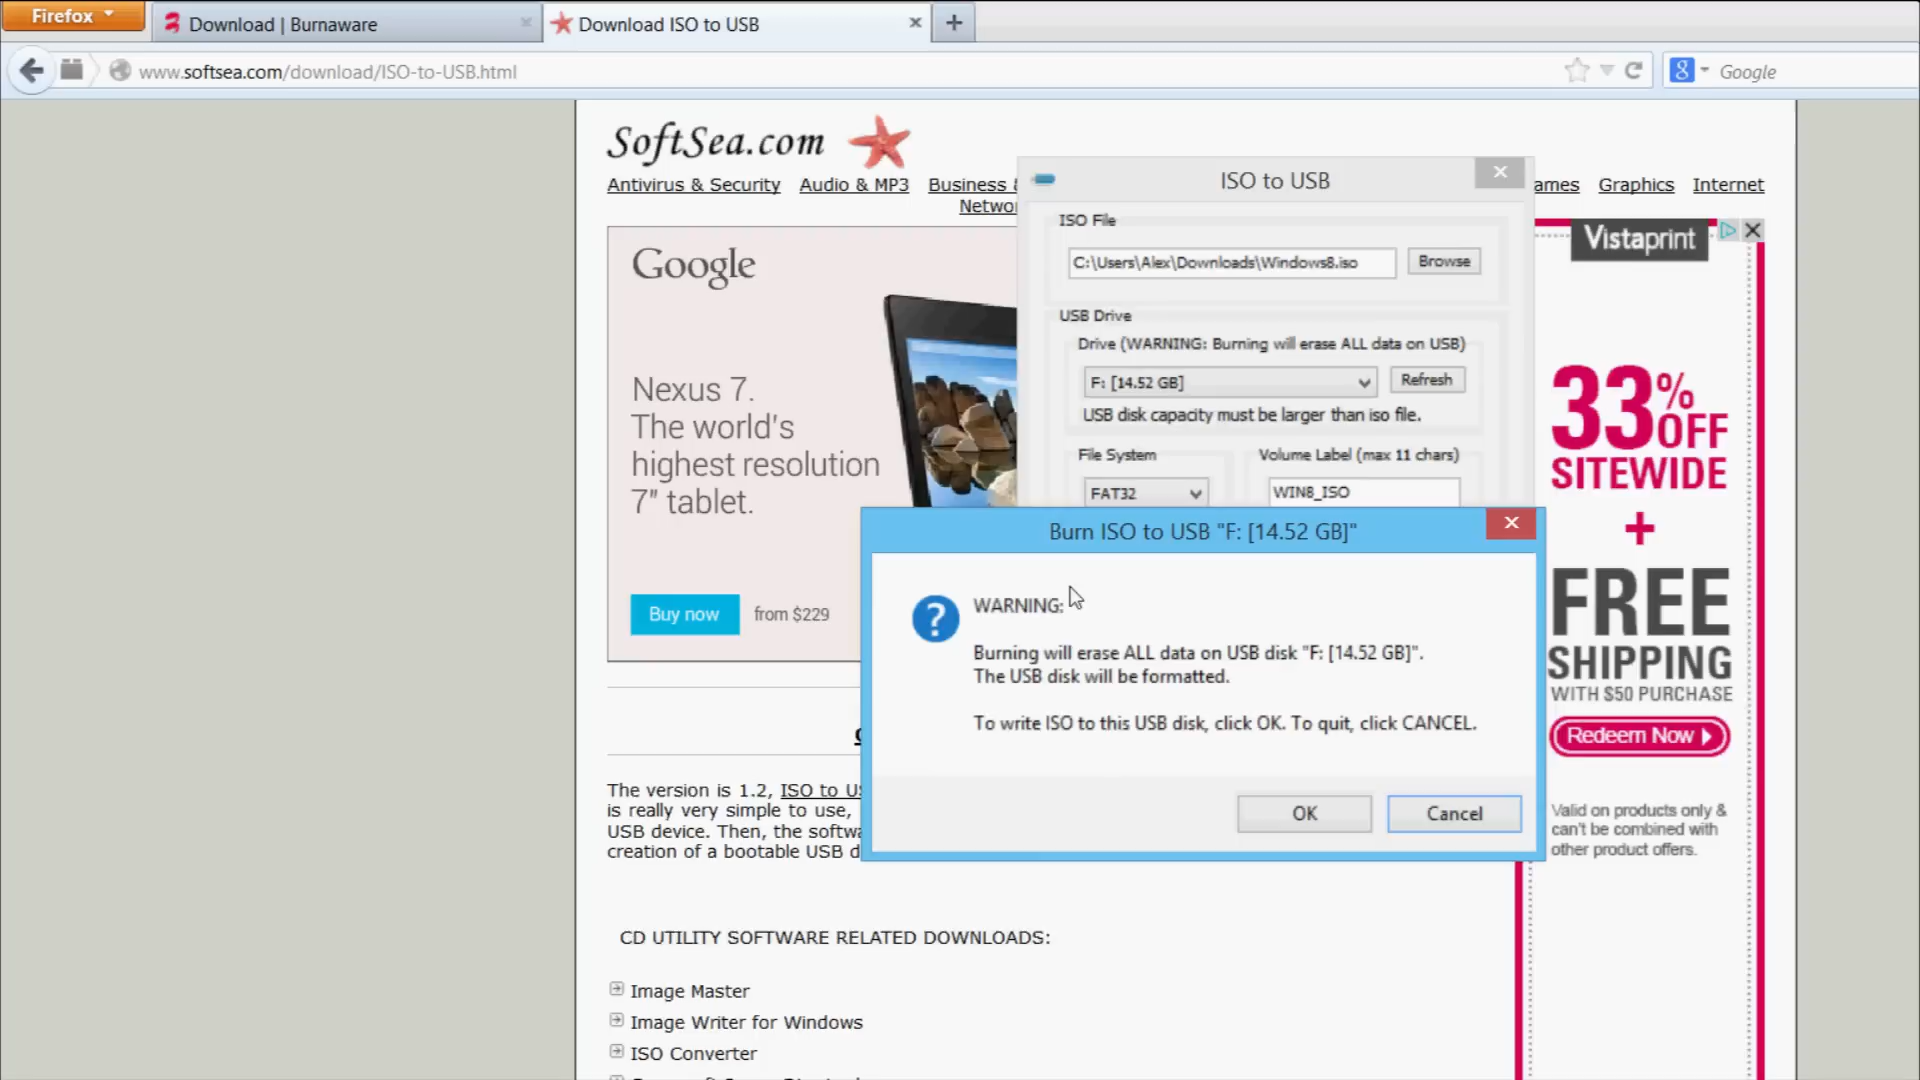 Firefox
Download | Burnaware
Download ISO to USB
www.softsea.com/download/ISO-to-USB.html
Google
SoftSea.com
Antivirus & Security Audio & MP3 Business & ames Graphics Internet
Networ
Google
Nexus 7.
The world's
highest resolution
7" tablet.
Buy now from $229
ISO to USB
ISO File
C:\Users\Alex\Downloads\Windows8.iso Browse
USB Drive
Drive (WARNING: Burning will erase ALL data on USB)
F: [14.52 GB] Refresh
USB disk capacity must be larger than iso file.
File System Volume Label (max 11 chars)
FAT32 WIN8_ISO
Burn ISO to USB "F: [14.52 GB]"
WARNING:
Burning will erase ALL data on USB disk "F: [14.52 GB]".
The USB disk will be formatted.
To write ISO to this USB disk, click OK. To quit, click CANCEL.
OK Cancel
Vistaprint
33% OFF
SITEWIDE
+
FREE
SHIPPING
WITH $50 PURCHASE
Redeem Now
Valid on products only &
can't be combined with
other product offers.
The version is 1.2, ISO to US
is really very simple to use,
USB device. Then, the softwa
creation of a bootable USB d
CD UTILITY SOFTWARE RELATED DOWNLOADS:
Image Master
Image Writer for Windows
ISO Converter